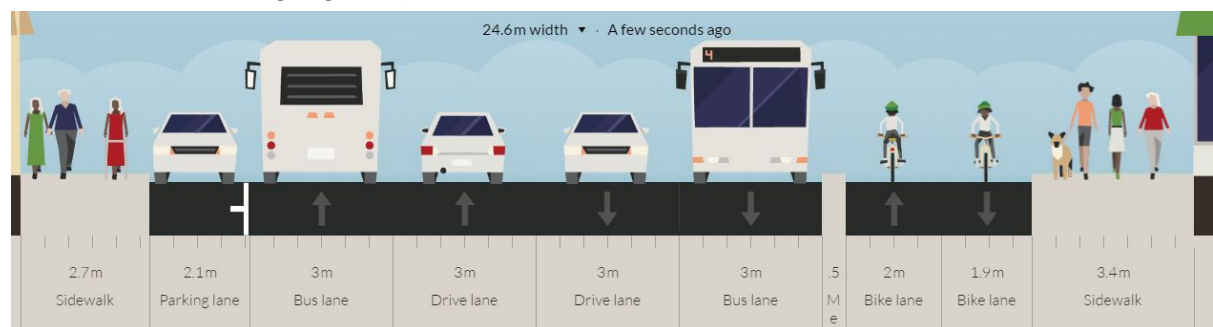 24.6m width ▾ · A few seconds ago
4
2.7m
Sidewalk
2.1m
Parking lane
3m
Bus lane
3m
Drive lane
3m
Drive lane
3m
Bus lane
.5
M
e
2m
Bike lane
1.9m
Bike lane
3.4m
Sidewalk